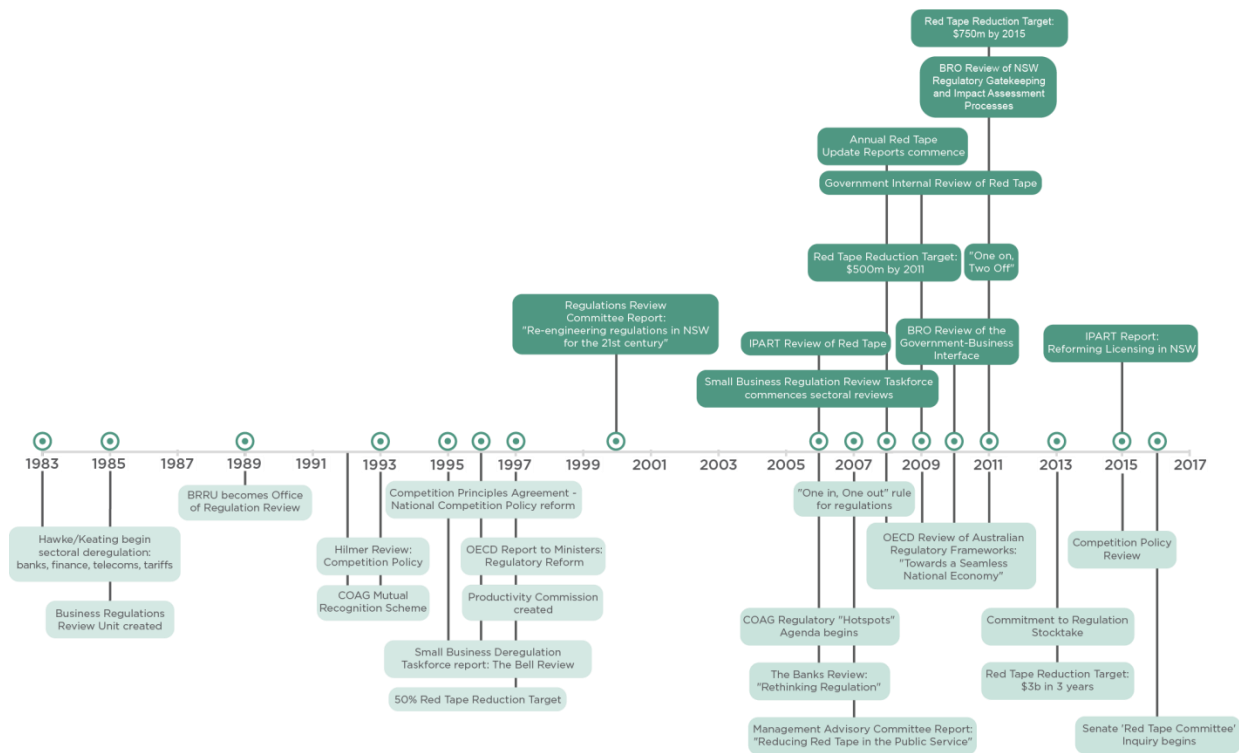 Red Tape Reduction Target:
$750m by 2015
BRO Review of NSW
Regulatory Gatekeeping
and Impact Assessment
Processes
Annual Red Tape
Update Reports commence
Government Internal Review of Red Tape
Red Tape Reduction Target:
$500m by 2011
"One on,
Two Off"
Regulations Review
Committee Report:
"Re-engineering regulations in NSW
for the 21st century"
IPART Review of Red Tape
BRO Review of the
Government-Business
Interface
IPART Report:
Reforming Licensing in NSW
Small Business Regulation Review Taskforce
commences sectoral reviews
1983 1985 1987 1989 1991 1993 1995 1997 1999 2001 2003 2005 2007 2009 2011 2013 2015 2017
BRRU becomes Office
of Regulation Review
Competition Principles Agreement -
National Competition Policy reform
"One in, One out" rule
for regulations
Hawke/Keating begin
sectoral deregulation:
banks, finance, telecoms, tariffs
Hilmer Review:
Competition Policy
OECD Report to Ministers:
Regulatory Reform
OECD Review of Australian
Regulatory Frameworks:
"Towards a Seamless
National Economy"
Competition Policy
Review
Business Regulations
Review Unit created
COAG Mutual
Recognition Scheme
Productivity Commission
created
COAG Regulatory "Hotspots"
Agenda begins
Commitment to Regulation
Stocktake
Small Business Deregulation
Taskforce report: The Bell Review
The Banks Review:
"Rethinking Regulation"
Red Tape Reduction Target:
$3b in 3 years
50% Red Tape Reduction Target
Management Advisory Committee Report:
"Reducing Red Tape in the Public Service"
Senate 'Red Tape Committee'
Inquiry begins